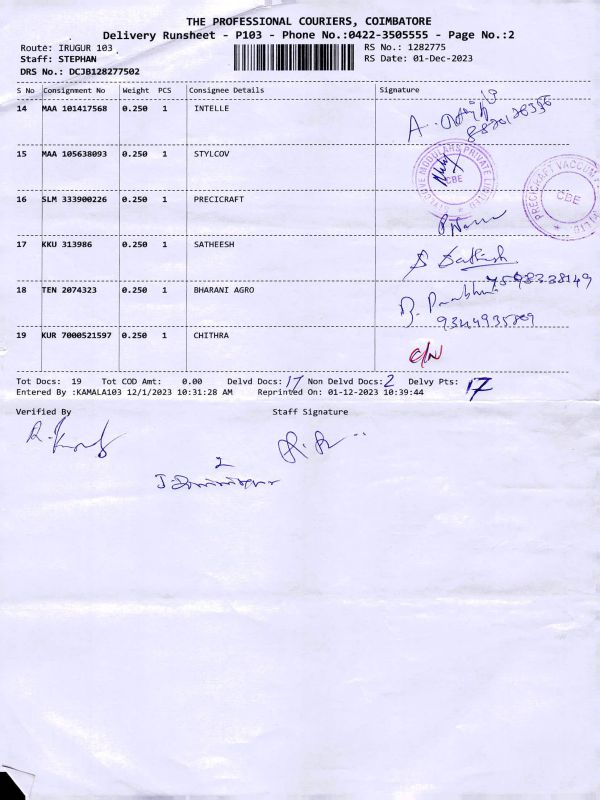 THE PROFESSIONAL COURIERS, COIMBATORE
Delivery Runsheet - P103 - Phone No.:0422-3505555 - Page No.:2
Route: IRUGUR 103 RS No.: 1282775
Staff: STEPHAN RS Date: 01-Dec-2023
DRS No.: DCJB128277502
S No Consignment No Weight PCS Consignee Details Signature
14 MAA 101417568 0.250 1 INTELLE
15 MAA 105638093 0.250 1 STYLCOV
16 SLM 333900226 0.250 1 PRECICRAFT
17 KKU 313986 0.250 1 SATHEESH
18 TEN 2074323 0.250 1 BHARANI AGRO
9344935809
19 KUR 7000521597 0.250 1 CHITHRA
Tot Docs: 19 Tot COD Amt: 0.00 Delvd Docs: 17 Non Delvd Docs: 2 Delvy Pts: 17
Entered By :KAMALA103 12/1/2023 10:31:28 AM Reprinted On: 01-12-2023 10:39:44
Verified By Staff Signature